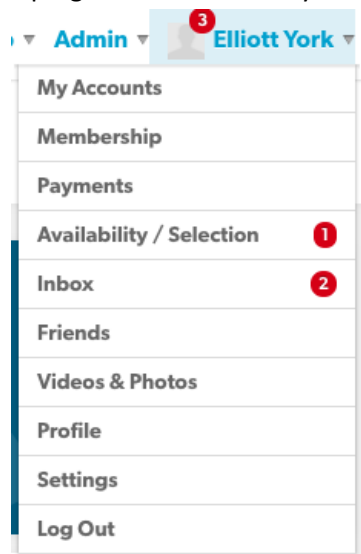 3
Admin Elliott York
My Accounts
Membership
Payments
Availability / Selection 1
Inbox 2
Friends
Videos & Photos
Profile
Settings
Log Out